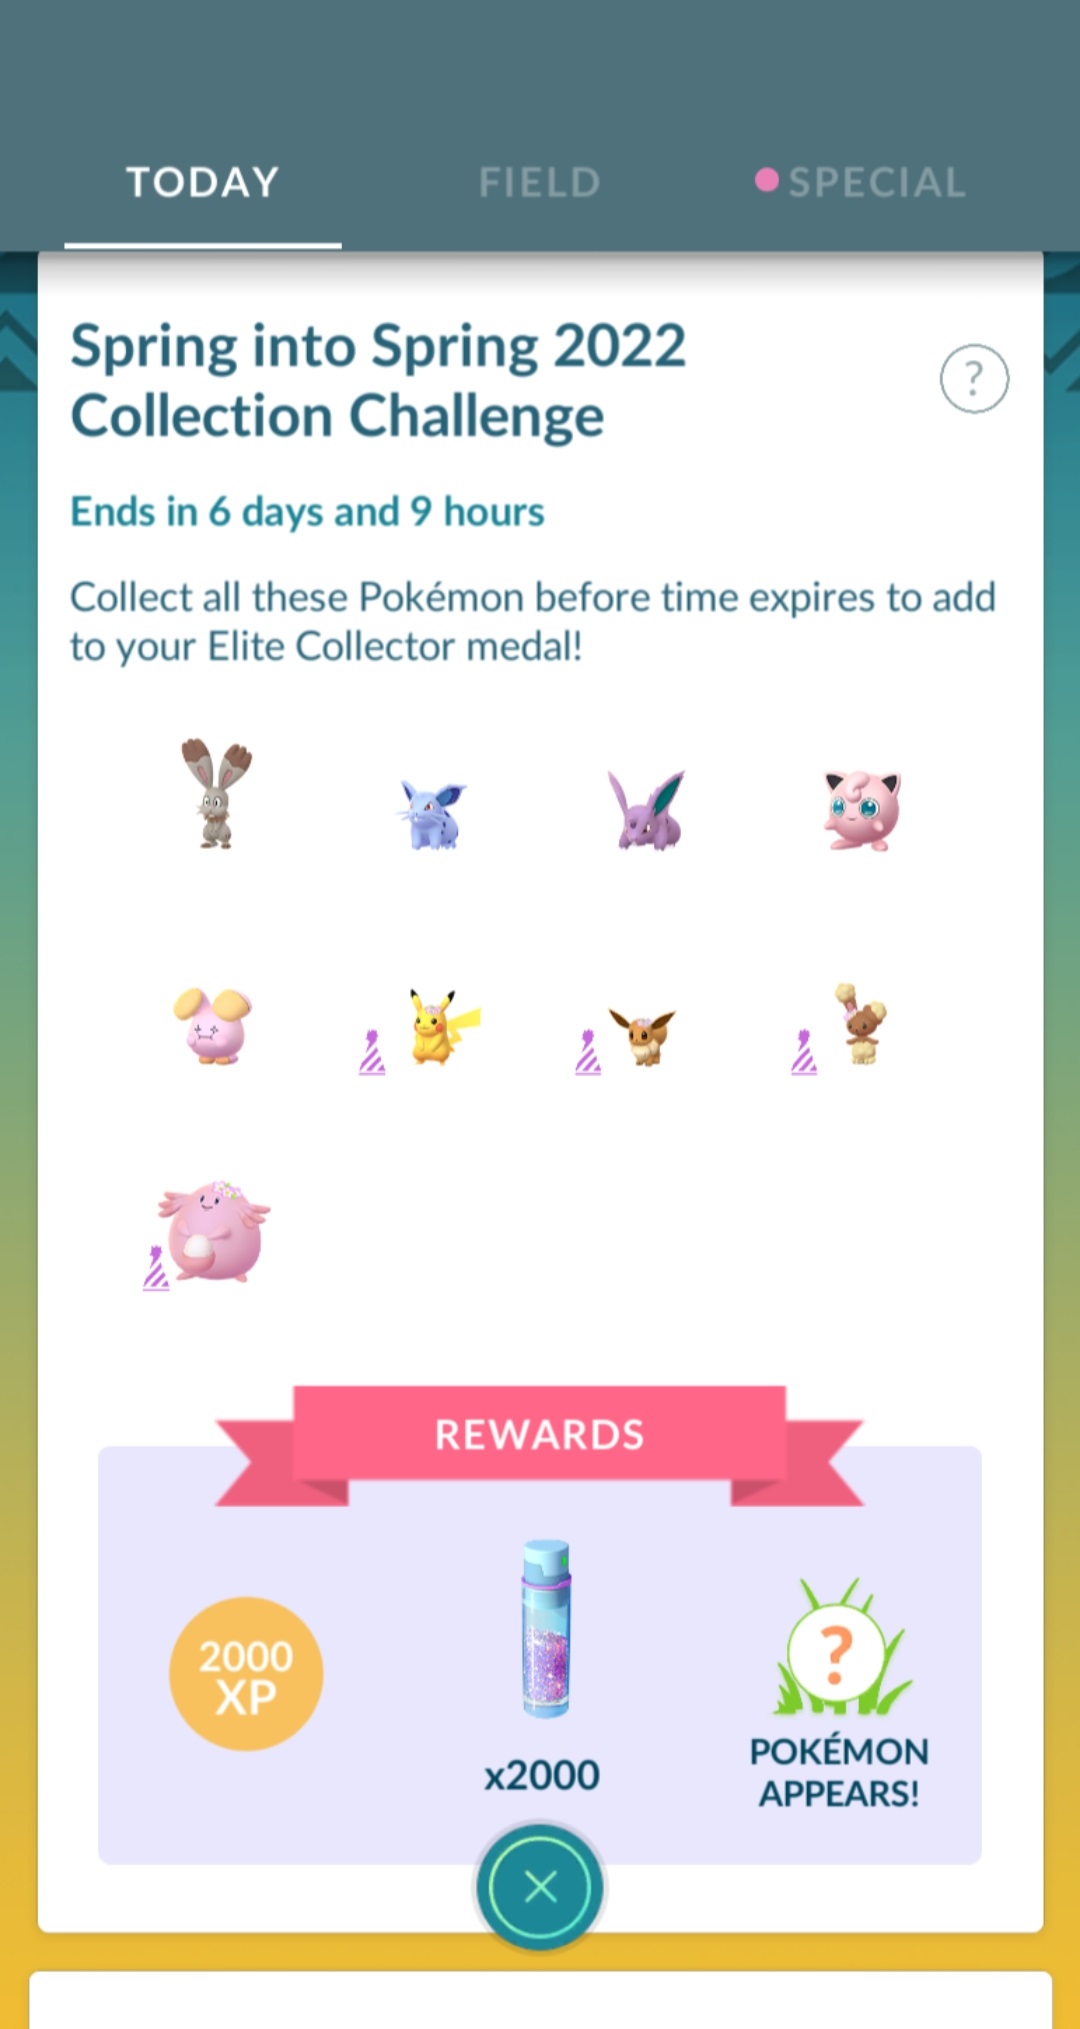 TODAY FIELD SPECIAL
Spring into Spring 2022
Collection Challenge
?
Ends in 6 days and 9 hours
Collect all these Pokémon before time expires to add
to your Elite Collector medal!
REWARDS
2000
XP
x2000
?
POKÉMON
APPEARS!